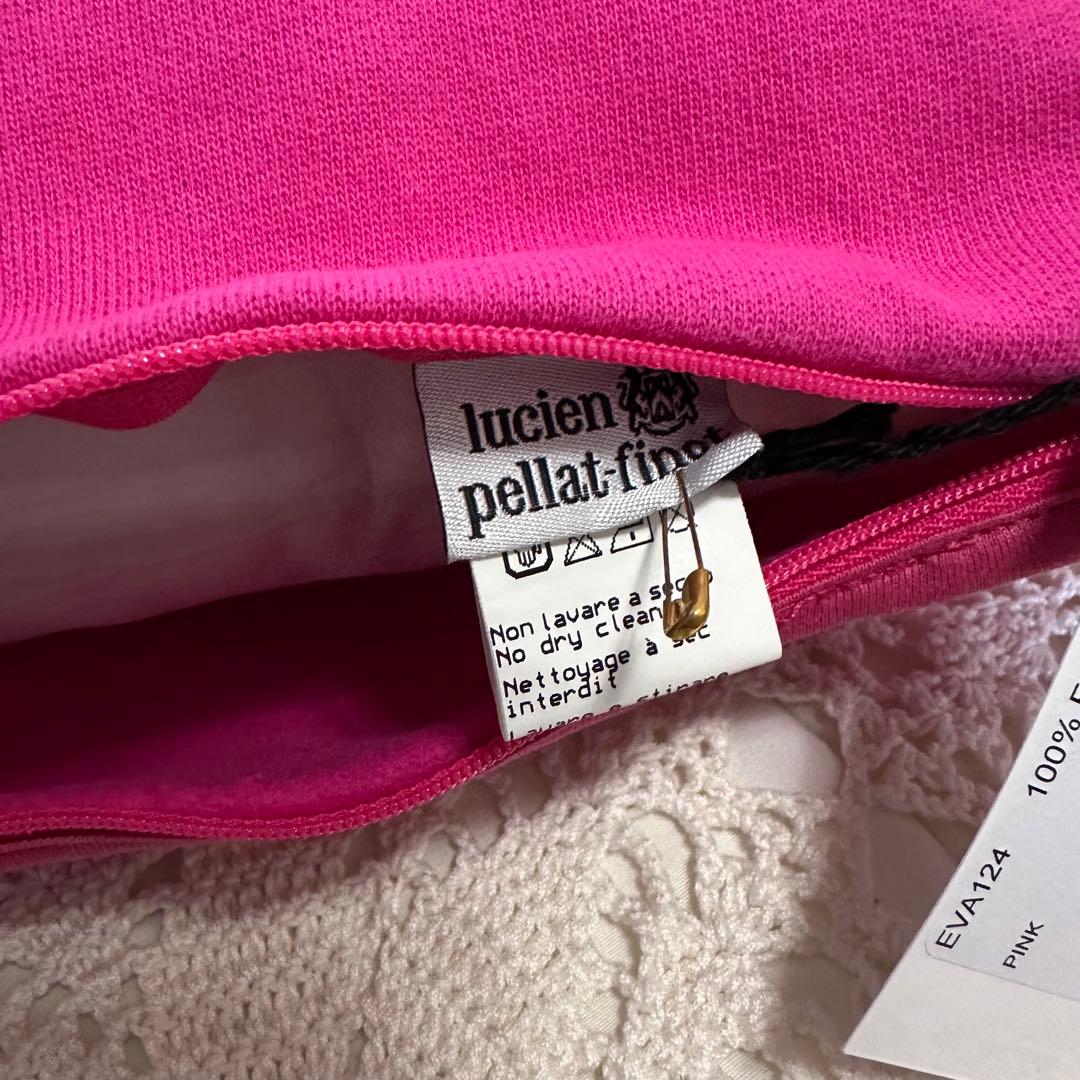 lucien
pellat-finet
Non lavare a secco
No dry clean
Nettoyage à sec
interdit
100%
EVA124
PINK